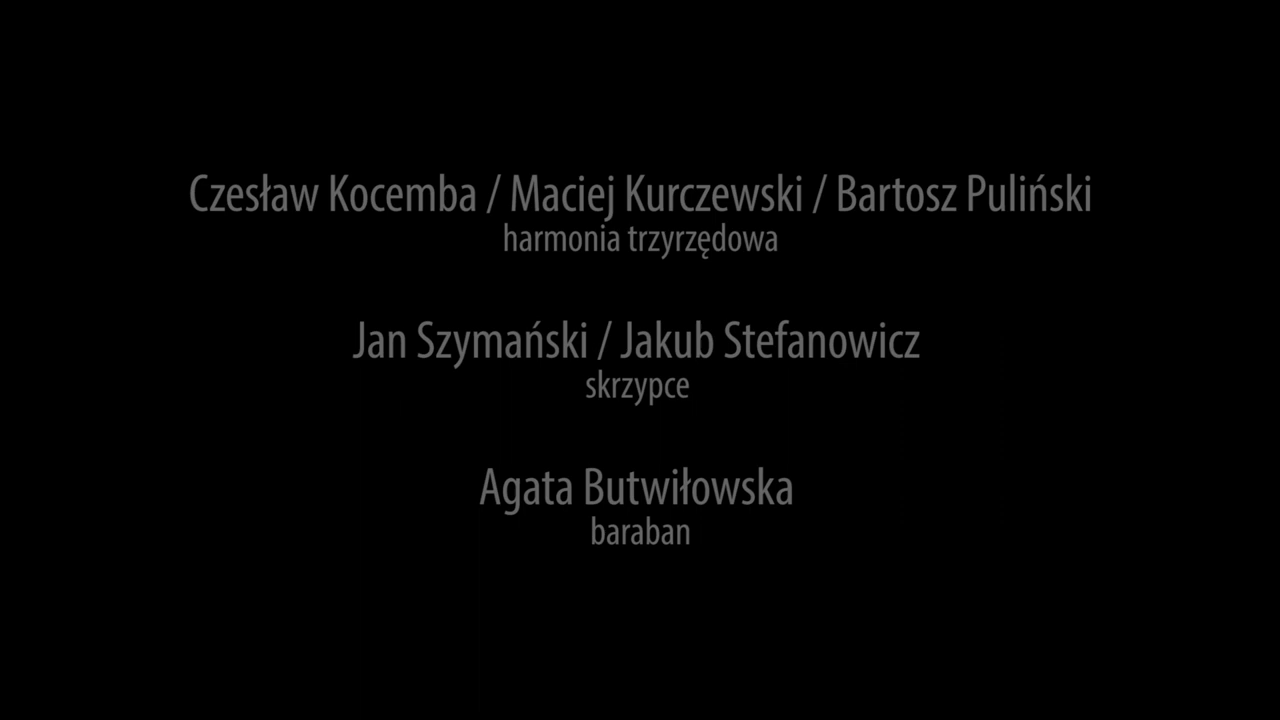 Czesław Kocemba / Maciej Kurczewski / Bartosz Puliński
harmonia trzyrzędowa
Jan Szymański / Jakub Stefanowicz
skrzypce
Agata Butwiłowska
baraban